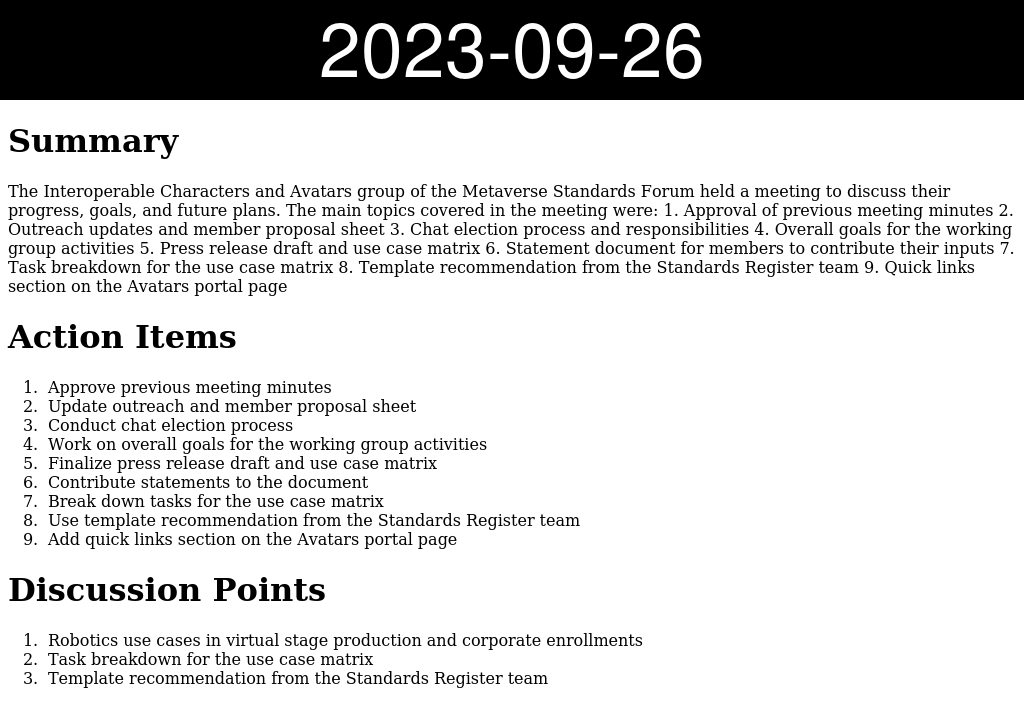 2023-09-26
Summary
The Interoperable Characters and Avatars group of the Metaverse Standards Forum held a meeting to discuss their
progress, goals, and future plans. The main topics covered in the meeting were: 1. Approval of previous meeting minutes 2.
Outreach updates and member proposal sheet 3. Chat election process and responsibilities 4. Overall goals for the working
group activities 5. Press release draft and use case matrix 6. Statement document for members to contribute their inputs 7.
Task breakdown for the use case matrix 8. Template recommendation from the Standards Register team 9. Quick links
section on the Avatars portal page
Action Items
1. Approve previous meeting minutes
2. Update outreach and member proposal sheet
3. Conduct chat election process
4. Work on overall goals for the working group activities
5. Finalize press release draft and use case matrix
6. Contribute statements to the document
7. Break down tasks for the use case matrix
8. Use template recommendation from the Standards Register team
9. Add quick links section on the Avatars portal page
Discussion Points
1. Robotics use cases in virtual stage production and corporate enrollments
2. Task breakdown for the use case matrix
3. Template recommendation from the Standards Register team